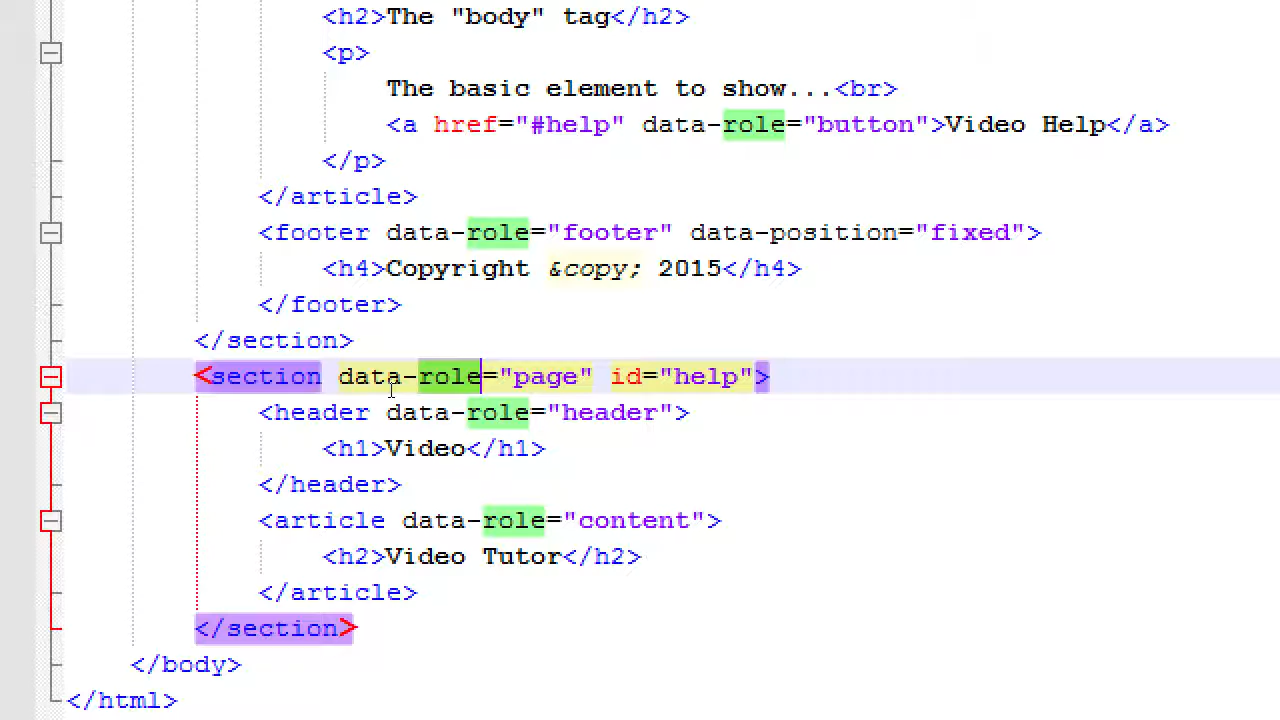 <h2>The "body" tag</h2>
<p>
The basic element to show...<br>
<a href="#help" data-role="button">Video Help</a>
</p>
</article>
<footer data-role="footer" data-position="fixed">
<h4>Copyright &copy; 2015</h4>
</footer>
</section>
<section data-role="page" id="help">
<header data-role="header">
<h1>Video</h1>
</header>
<article data-role="content">
<h2>Video Tutor</h2>
</article>
</section>
</body>
</html>